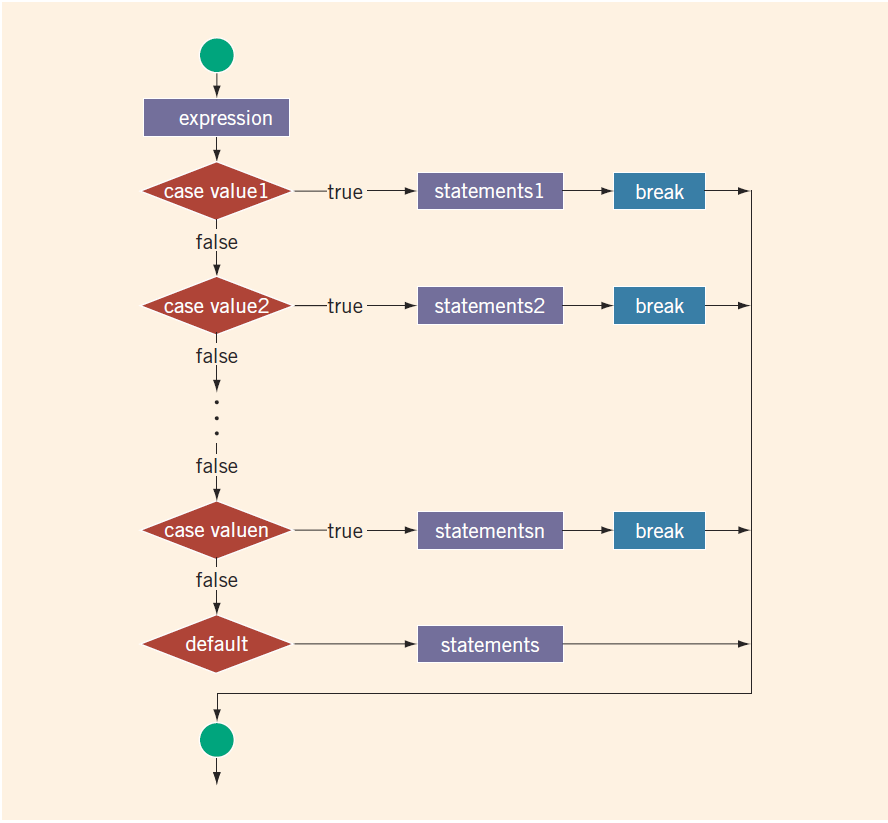 expression
case value1
true
statements1
break
false
case value2
true
statements2
break
false
false
case valuen
true
statementsn
break
false
default
statements